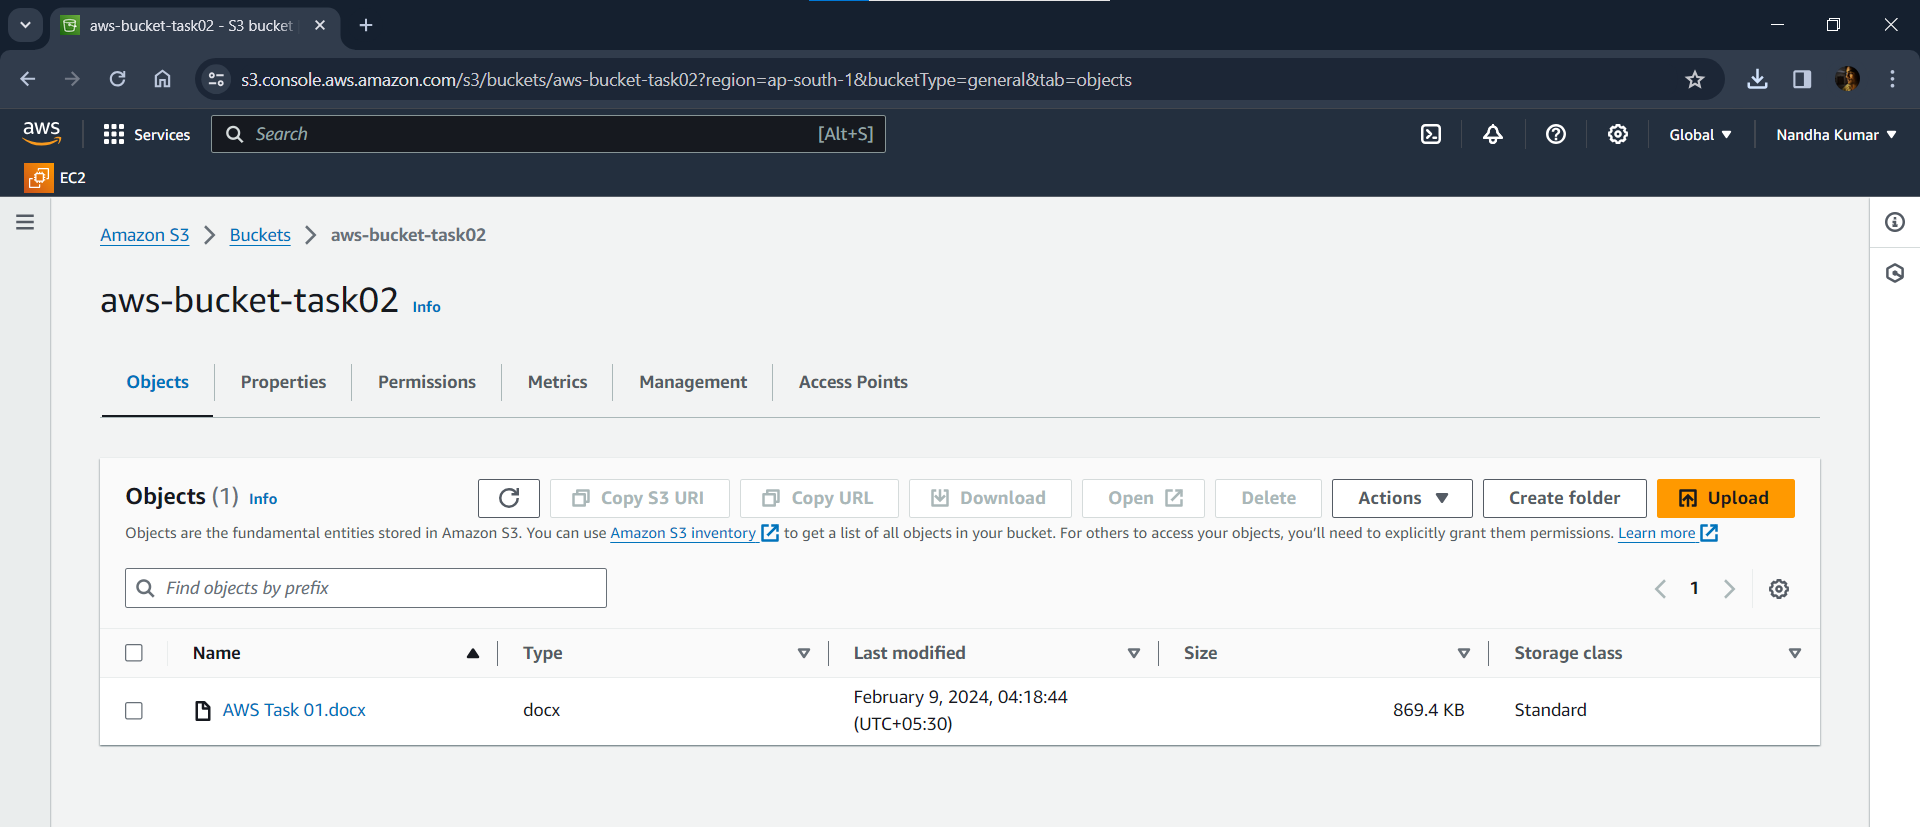 aws-bucket-task02 - S3 bucket
s3.console.aws.amazon.com/s3/buckets/aws-bucket-task02?region=ap-south-1&bucketType=general&tab=objects
aws Services Search [Alt+S] Global Nandha Kumar
EC2
Amazon S3 Buckets aws-bucket-task02
aws-bucket-task02 Info
Objects Properties Permissions Metrics Management Access Points
Objects (1) Info Copy S3 URI Copy URL Download Open Delete Actions Create folder Upload
Objects are the fundamental entities stored in Amazon S3. You can use Amazon S3 inventory to get a list of all objects in your bucket. For others to access your objects, you'll need to explicitly grant them permissions. Learn more
Find objects by prefix 1
Name Type Last modified Size Storage class
AWS Task 01.docx docx February 9, 2024, 04:18:44 869.4 KB Standard
(UTC+05:30)